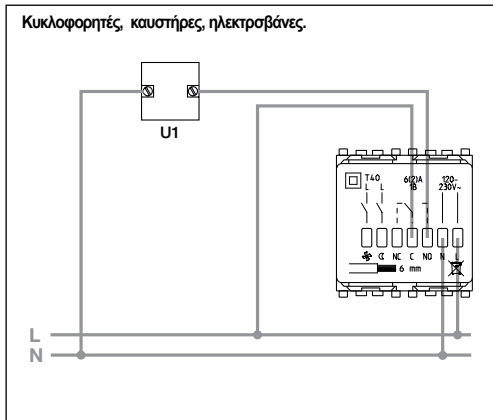 Κυκλοφορητές, καυστήρες, ηλεκτροβάνες.
U1
T40 6(2)A 120-
L L 1B 230V~
NC C NO N L
6 mm
L
N